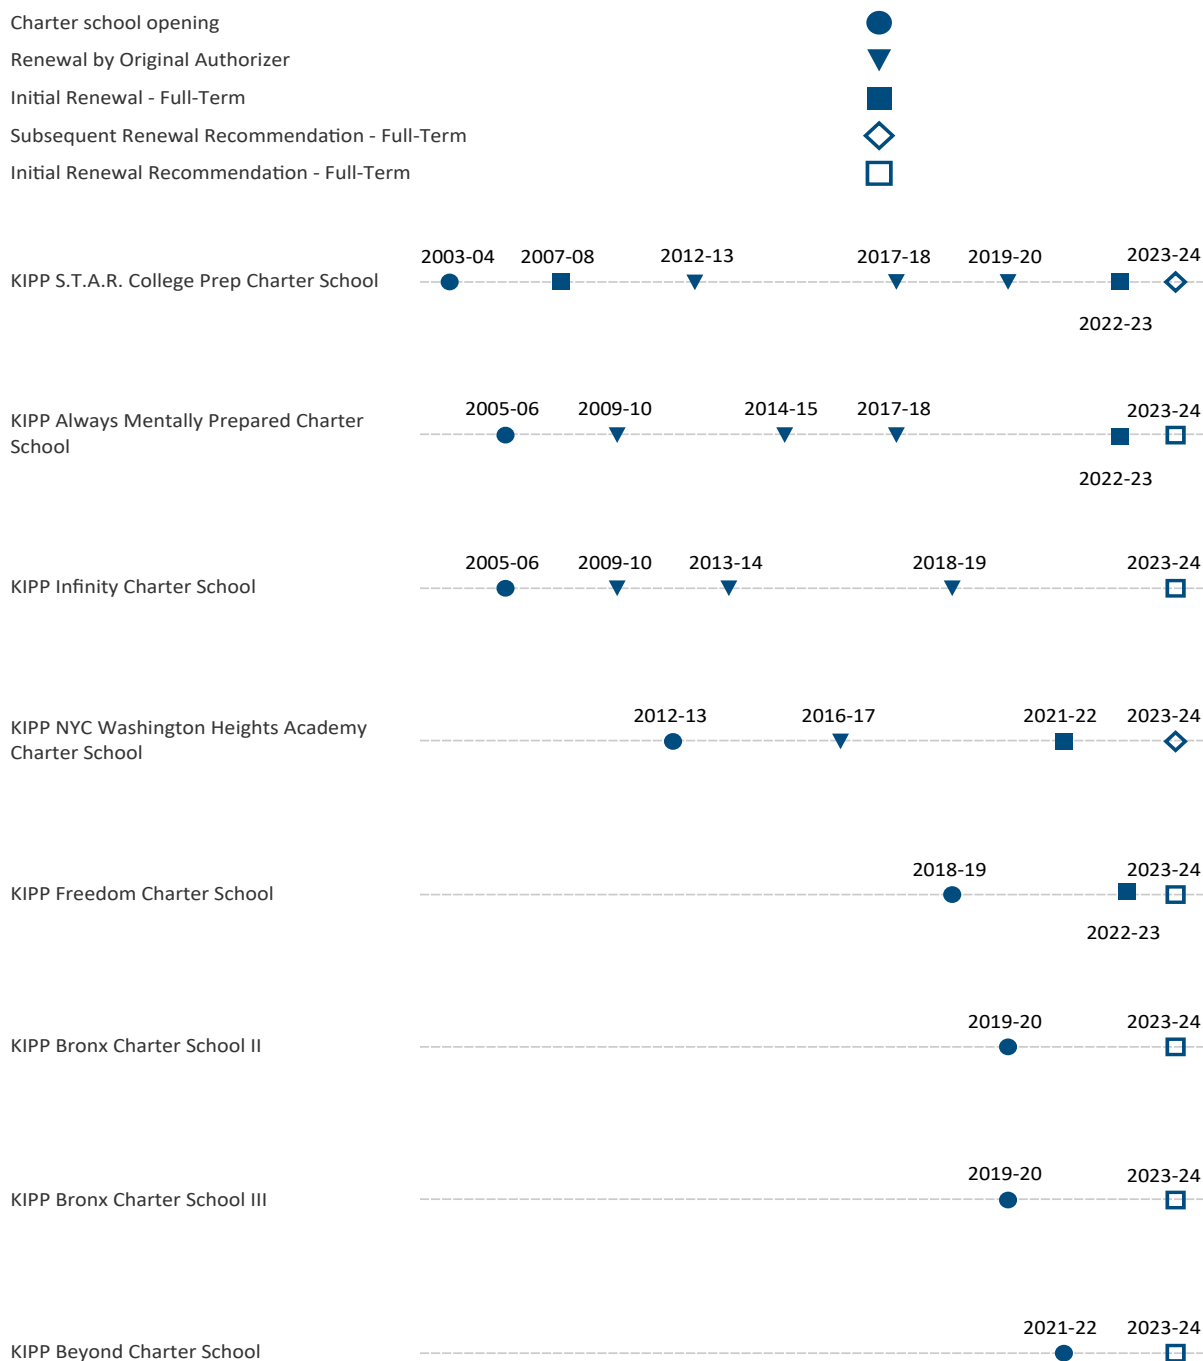 Charter school opening
Renewal by Original Authorizer
Initial Renewal - Full-Term
Subsequent Renewal Recommendation - Full-Term
Initial Renewal Recommendation - Full-Term
2003-04 2007-08 2012-13 2017-18 2019-20 2023-24
KIPP S.T.A.R. College Prep Charter School
2022-23
2005-06 2009-10 2014-15 2017-18 2023-24
KIPP Always Mentally Prepared Charter
School
2022-23
2005-06 2009-10 2013-14 2018-19 2023-24
KIPP Infinity Charter School
2012-13 2016-17 2021-22 2023-24
KIPP NYC Washington Heights Academy
Charter School
2018-19 2023-24
KIPP Freedom Charter School
2022-23
2019-20 2023-24
KIPP Bronx Charter School II
2019-20 2023-24
KIPP Bronx Charter School III
2021-22 2023-24
KIPP Beyond Charter School